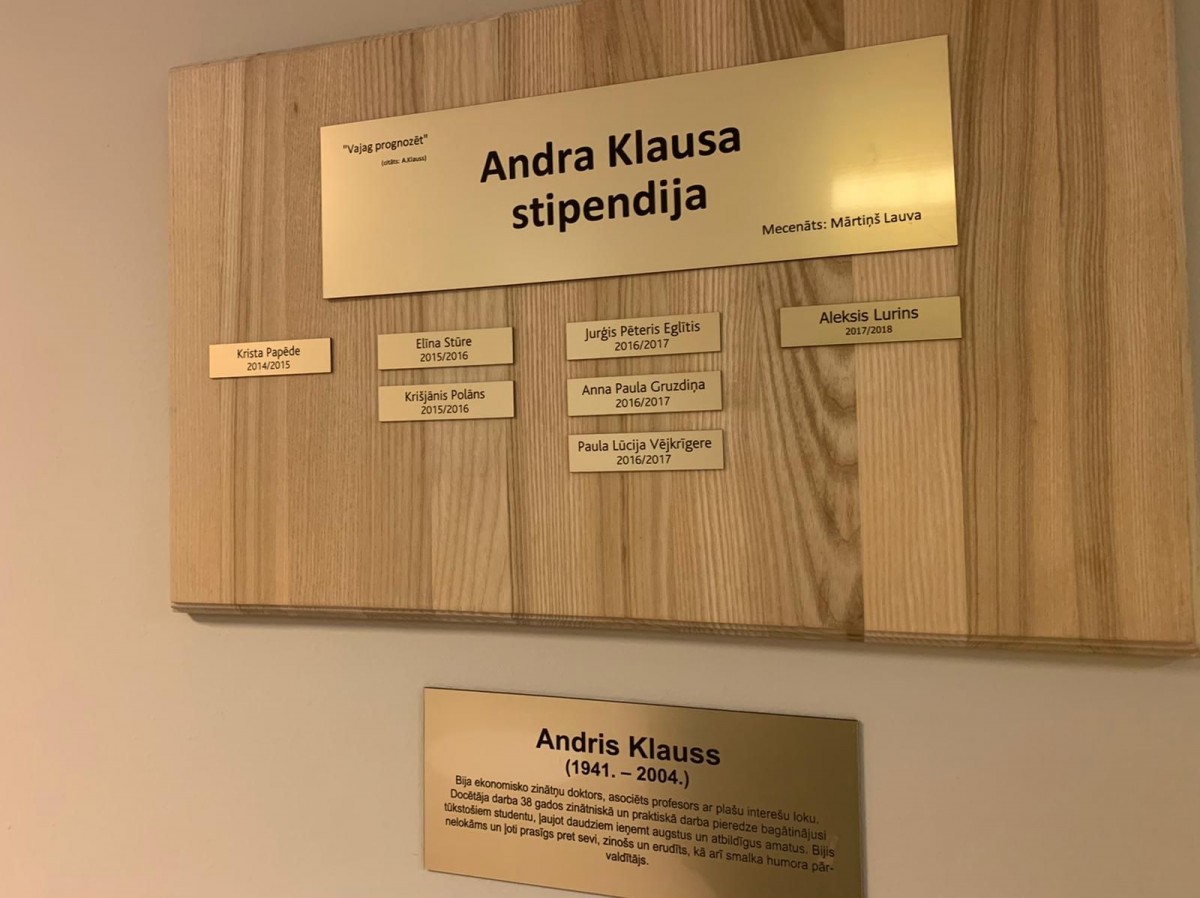 "Vajag prognozēt"
(citāts: A.Klauss)
Andra Klausa
stipendija
Mecenāts: Mārtiņš Lauva
Krista Papēde
2014/2015
Elīna Stūre
2015/2016
Krišjānis Polāns
2015/2016
Jurģis Pēteris Eglītis
2016/2017
Anna Paula Gruzdiņa
2016/2017
Paula Lūcija Vējkrīgere
2016/2017
Aleksis Lurins
2017/2018
Andris Klauss
(1941. – 2004.)
Bija ekonomisko zinātņu doktors, asociēts profesors ar plašu interešu loku.
Docētāja darba 38 gados zinātniskā un praktiskā darba pieredze bagātinājusi
tūkstošiem studentu, ļaujot daudziem ieņemt augstus un atbildīgus amatus. Bijis
nelokāms un ļoti prasīgs pret sevi, zinošs un erudīts, kā arī smalka humora pār-
valdītājs.